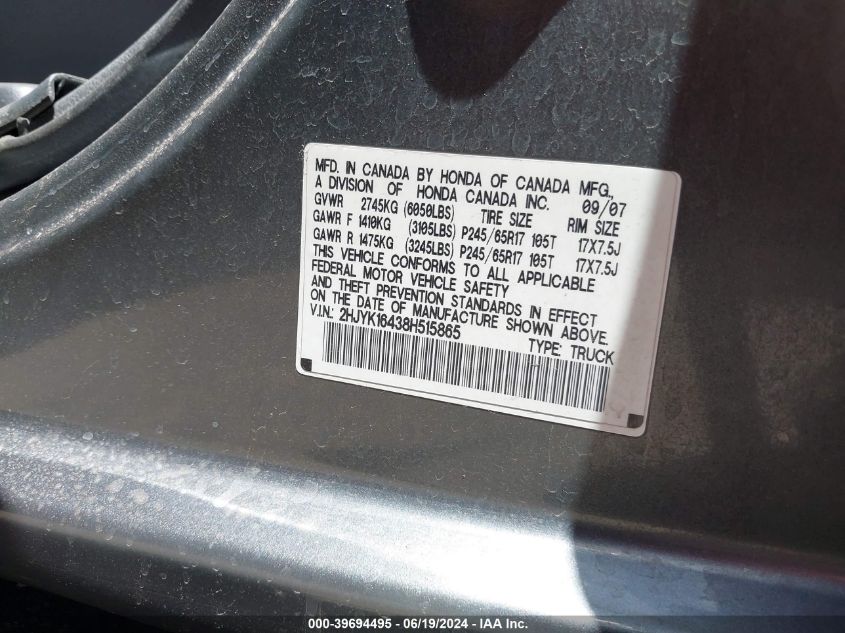 MFD. IN CANADA BY HONDA OF CANADA MFG.,
A DIVISION OF HONDA CANADA INC. 09/07
GVWR 2745KG (6050LBS) TIRE SIZE RIM SIZE
GAWR F 1410KG (3105LBS) P245/65R17 105T 17X7.5J
GAWR R 1475KG (3245LBS) P245/65R17 105T 17X7.5J
THIS VEHICLE CONFORMS TO ALL APPLICABLE
FEDERAL MOTOR VEHICLE SAFETY
AND THEFT PREVENTION STANDARDS IN EFFECT
ON THE DATE OF MANUFACTURE SHOWN ABOVE.
V.I.N.: 2HJYK16438H515865
TYPE: TRUCK
000-39694495 - 06/19/2024 - IAA Inc.